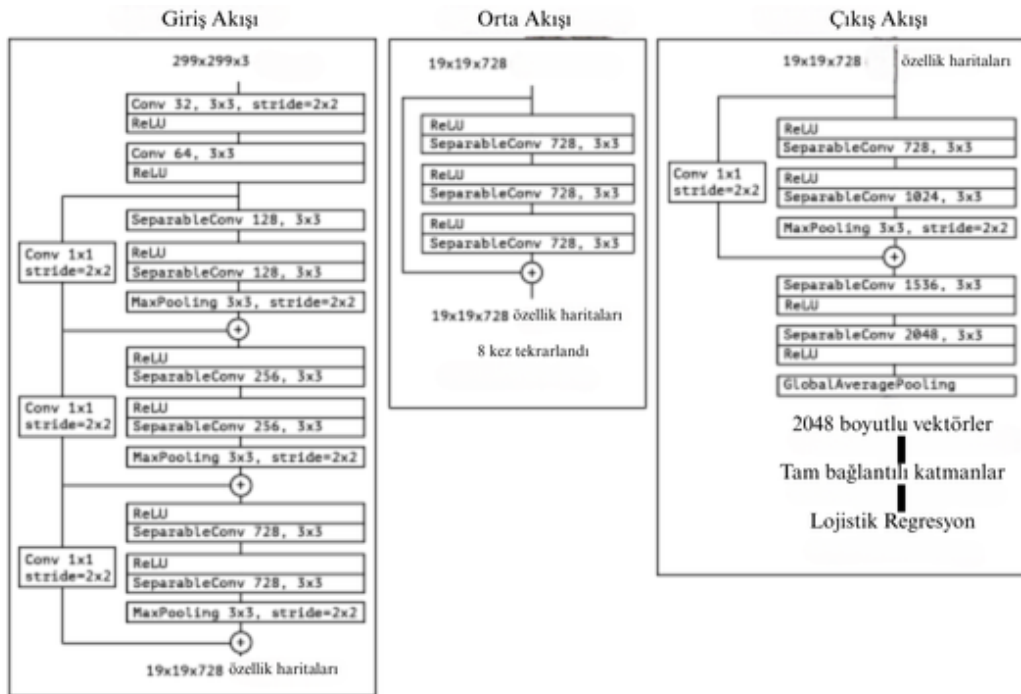 Giriş Akışı
299x299x3
Conv 32, 3x3, stride=2x2
ReLU
Conv 64, 3x3
ReLU
SeparableConv 128, 3x3
Conv 1x1
stride=2x2
ReLU
SeparableConv 128, 3x3
MaxPooling 3x3, stride=2x2
+
ReLU
SeparableConv 256, 3x3
Conv 1x1
stride=2x2
ReLU
SeparableConv 256, 3x3
MaxPooling 3x3, stride=2x2
+
ReLU
SeparableConv 728, 3x3
Conv 1x1
stride=2x2
ReLU
SeparableConv 728, 3x3
MaxPooling 3x3, stride=2x2
+
19x19x728 özellik haritaları
Orta Akışı
19x19x728
ReLU
SeparableConv 728, 3x3
ReLU
SeparableConv 728, 3x3
ReLU
SeparableConv 728, 3x3
+
19x19x728 özellik haritaları
8 kez tekrarlandı
Çıkış Akışı
19x19x728 özellik haritaları
ReLU
SeparableConv 728, 3x3
Conv 1x1
stride=2x2
ReLU
SeparableConv 1024, 3x3
MaxPooling 3x3, stride=2x2
+
SeparableConv 1536, 3x3
ReLU
SeparableConv 2048, 3x3
ReLU
GlobalAveragePooling
2048 boyutlu vektörler
Tam bağlantılı katmanlar
Lojistik Regresyon